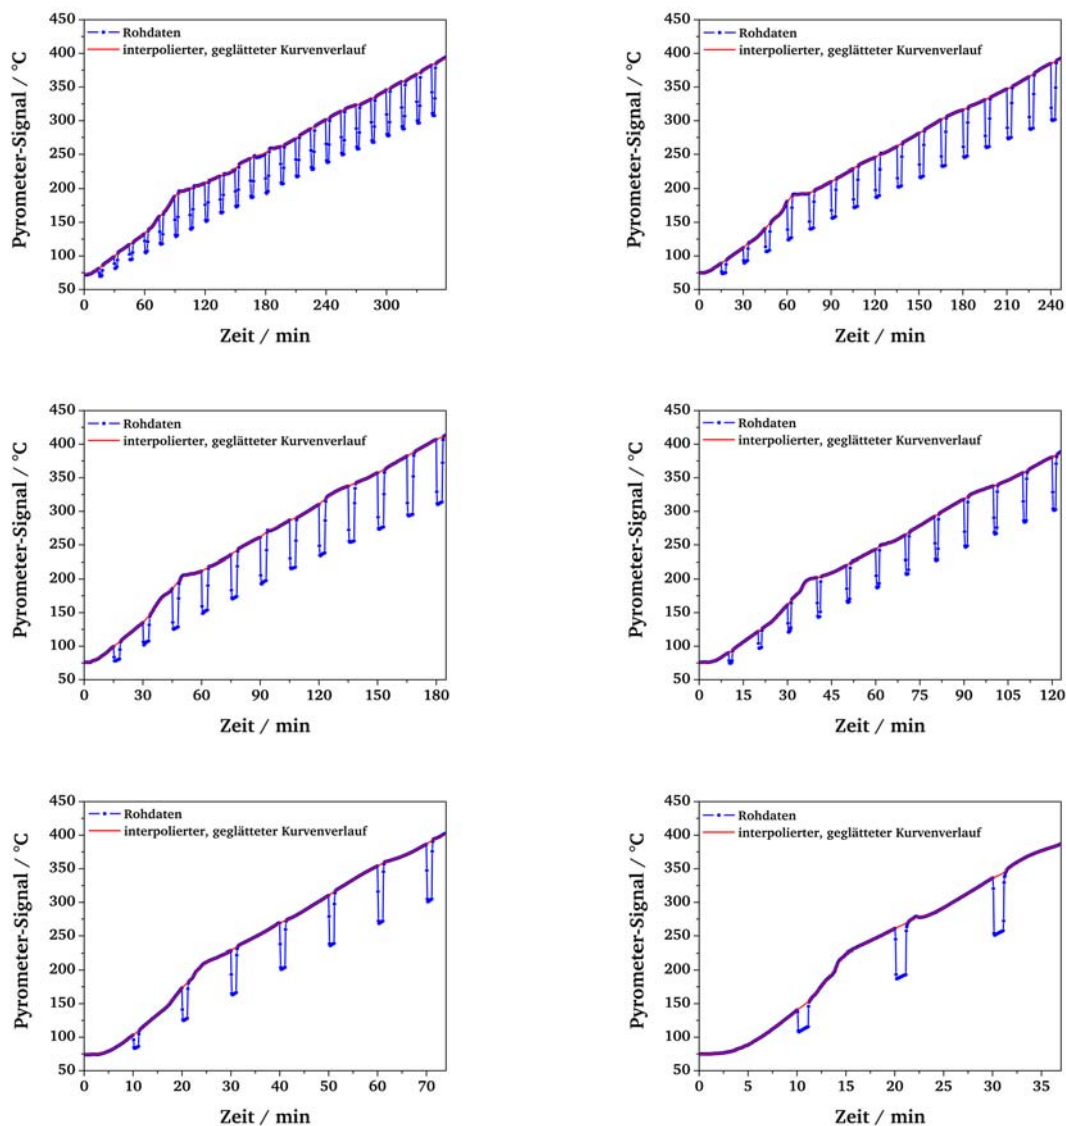 450
400
350
300
250
200
150
100
50
Pyrometer-Signal / °C
Rohdaten
interpolierter, geglätteter Kurvenverlauf
0 60 120 180 240 300
Zeit / min
450
400
350
300
250
200
150
100
50
Pyrometer-Signal / °C
Rohdaten
interpolierter, geglätteter Kurvenverlauf
0 30 60 90 120 150 180 210 240
Zeit / min
450
400
350
300
250
200
150
100
50
Pyrometer-Signal / °C
Rohdaten
interpolierter, geglätteter Kurvenverlauf
0 30 60 90 120 150 180
Zeit / min
450
400
350
300
250
200
150
100
50
Pyrometer-Signal / °C
Rohdaten
interpolierter, geglätteter Kurvenverlauf
0 15 30 45 60 75 90 105 120
Zeit / min
450
400
350
300
250
200
150
100
50
Pyrometer-Signal / °C
Rohdaten
interpolierter, geglätteter Kurvenverlauf
0 10 20 30 40 50 60 70
Zeit / min
450
400
350
300
250
200
150
100
50
Pyrometer-Signal / °C
Rohdaten
interpolierter, geglätteter Kurvenverlauf
0 5 10 15 20 25 30 35
Zeit / min